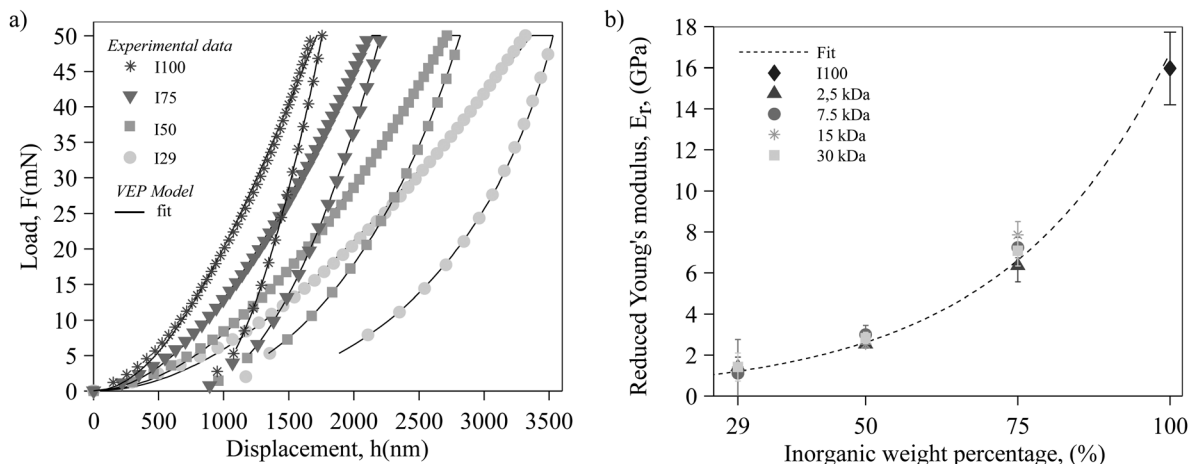 a)
Load, F(mN)
50
45
40
35
30
25
20
15
10
5
0
Experimental data
I100
I75
I50
I29
VEP Model
fit
0 500 1000 1500 2000 2500 3000 3500
Displacement, h(nm)
b)
Reduced Young's modulus, Er, (GPa)
18
16
14
12
10
8
6
4
2
0
Fit
I100
2,5 kDa
7.5 kDa
15 kDa
30 kDa
29 50 75 100
Inorganic weight percentage, (%)